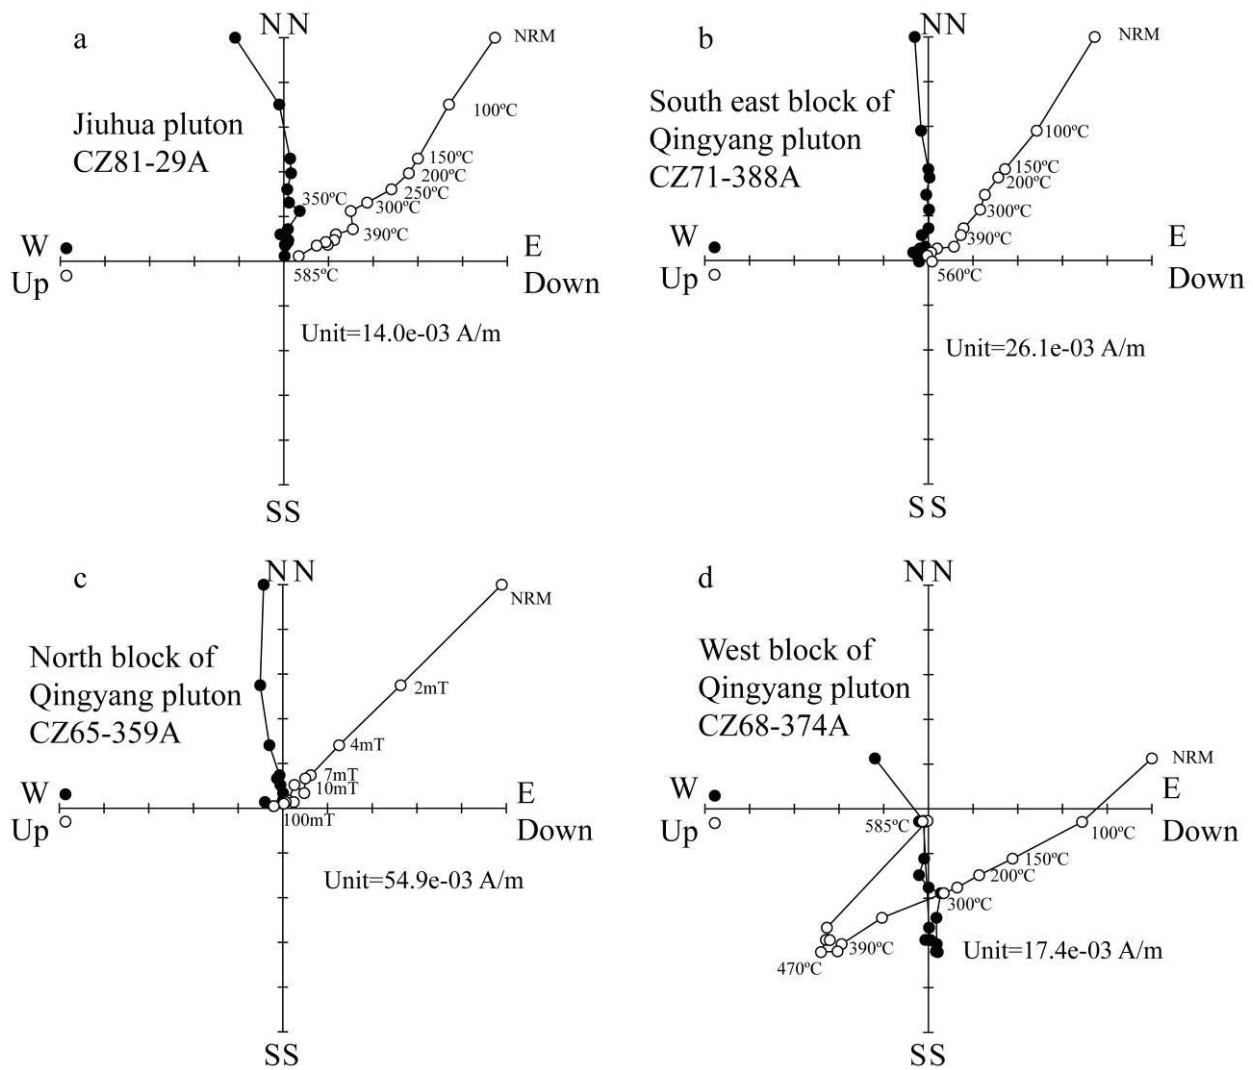 a
N N
NRM
100ºC
Jiuhua pluton
CZ81-29A
150ºC
200ºC
250ºC
350ºC
300ºC
390ºC
W
E
Up
585ºC
Down
Unit=14.0e-03 A/m
SS
b
NN
NRM
South east block of
Qingyang pluton
CZ71-388A
100ºC
150ºC
200ºC
300ºC
390ºC
W
E
Up
560ºC
Down
Unit=26.1e-03 A/m
S S
c
N N
NRM
North block of
Qingyang pluton
CZ65-359A
2mT
4mT
7mT
10mT
W
E
Up
100mT
Down
Unit=54.9e-03 A/m
SS
d
N N
West block of
Qingyang pluton
CZ68-374A
NRM
W
E
Up
585ºC
100ºC
Down
150ºC
200ºC
300ºC
390ºC
470ºC
Unit=17.4e-03 A/m
SS